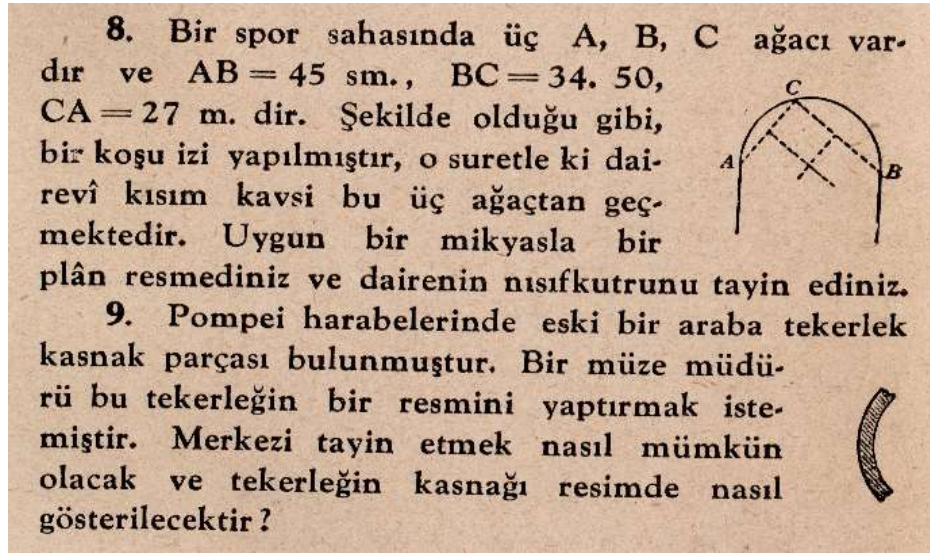 8. Bir spor sahasında üç A, B, C ağacı var-
dır ve AB = 45 sm., BC = 34. 50,
CA = 27 m. dir. Şekilde olduğu gibi,
bir koşu izi yapılmıştır, o suretle ki dai-
revî kısım kavsi bu üç ağaçtan geç-
mektedir. Uygun bir mikyasla bir
plân resmediniz ve dairenin nısıfkutrunu tayin ediniz.
C
A
B
9. Pompei harabelerinde eski bir araba tekerlek
kasnak parçası bulunmuştur. Bir müze müdü-
rü bu tekerleğin bir resmini yaptırmak iste-
miştir. Merkezi tayin etmek nasıl mümkün
olacak ve tekerleğin kasnağı resimde nasıl
gösterilecektir ?